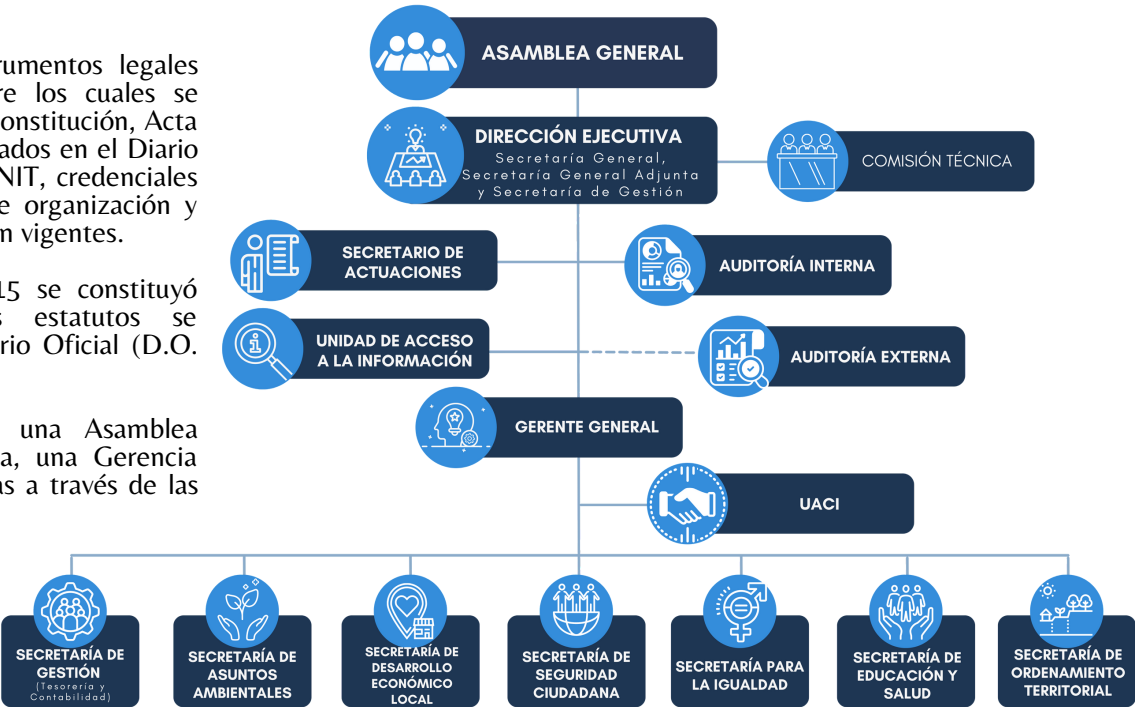 rumentos legales
re los cuales se
onstitución, Acta
ados en el Diario
NIT, credenciales
e organización y
n vigentes.
15 se constituyó
s estatutos se
rio Oficial (D.O.
una Asamblea
a, una Gerencia
as a través de las
ASAMBLEA GENERAL
DIRECCIÓN EJECUTIVA
Secretaría General,
Secretaría General Adjunta
y Secretaría de Gestión
COMISIÓN TÉCNICA
SECRETARIO DE
ACTUACIONES
AUDITORÍA INTERNA
UNIDAD DE ACCESO
A LA INFORMACIÓN
AUDITORÍA EXTERNA
GERENTE GENERAL
UACI
SECRETARÍA DE
GESTIÓN
(Tesorería y
Contabilidad)
SECRETARÍA DE
ASUNTOS
AMBIENTALES
SECRETARÍA DE
DESARROLLO
ECONÓMICO
LOCAL
SECRETARÍA DE
SEGURIDAD
CIUDADANA
SECRETARÍA PARA
LA IGUALDAD
SECRETARÍA DE
EDUCACIÓN Y
SALUD
SECRETARÍA DE
ORDENAMIENTO
TERRITORIAL